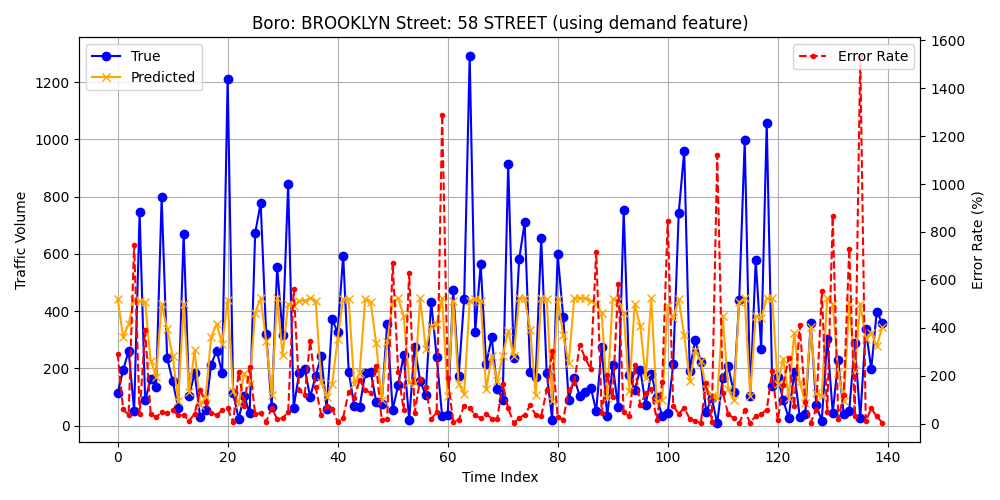 Boro: BROOKLYN Street: 58 STREET (using demand feature)
True
Predicted
Error Rate
Traffic Volume
0
200
400
600
800
1000
1200
0
200
400
600
800
1000
1200
1400
1600
Error Rate (%)
0 20 40 60 80 100 120 140
Time Index